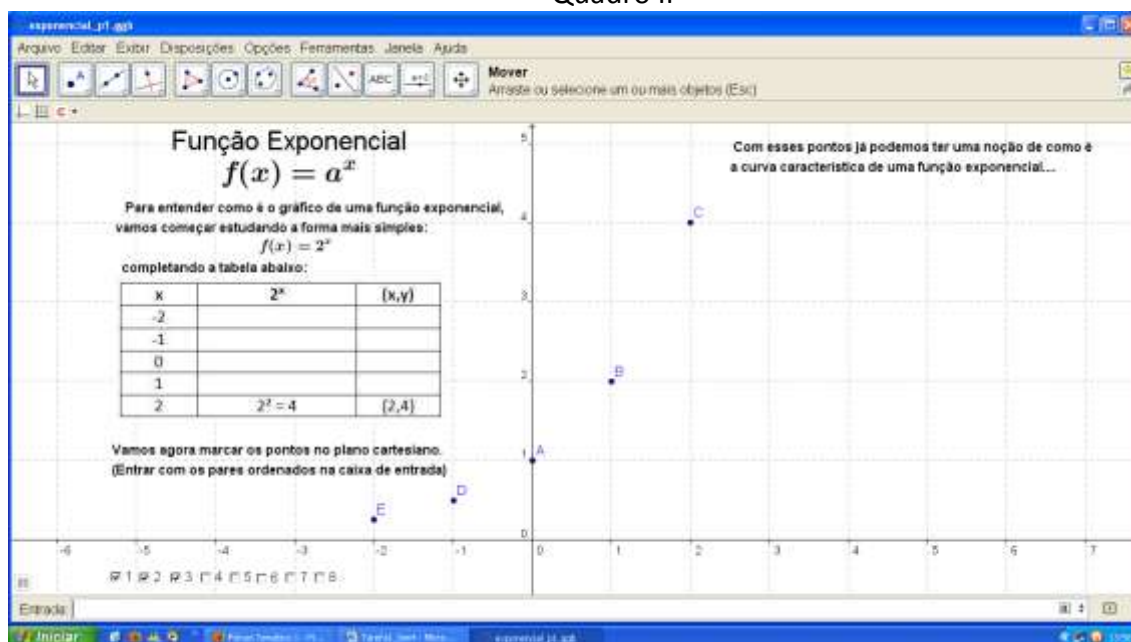 exponencial_p1.ggb
Arquivo Editar Exibir Disposições Opções Ferramentas Janela Ajuda
ABC
a=2
Mover
Arraste ou selecione um ou mais objetos (Esc)
Função Exponencial
f(x) = a^x
Para entender como é o gráfico de uma função exponencial,
vamos começar estudando a forma mais simples:
f(x) = 2^x
completando a tabela abaixo:
x 2^x (x,y)
-2
-1
0
1
2 2² = 4 (2,4)
Vamos agora marcar os pontos no plano cartesiano.
(Entrar com os pares ordenados na caixa de entrada)
Com esses pontos já podemos ter uma noção de como é
a curva característica de uma função exponencial...
5
4
3
2
1
0
C
B
A
D
E
-6 -5 -4 -3 -2 -1 0 1 2 3 4 5 6 7
1 2 3 4 5 6 7 8
Entrada:
Iniciar